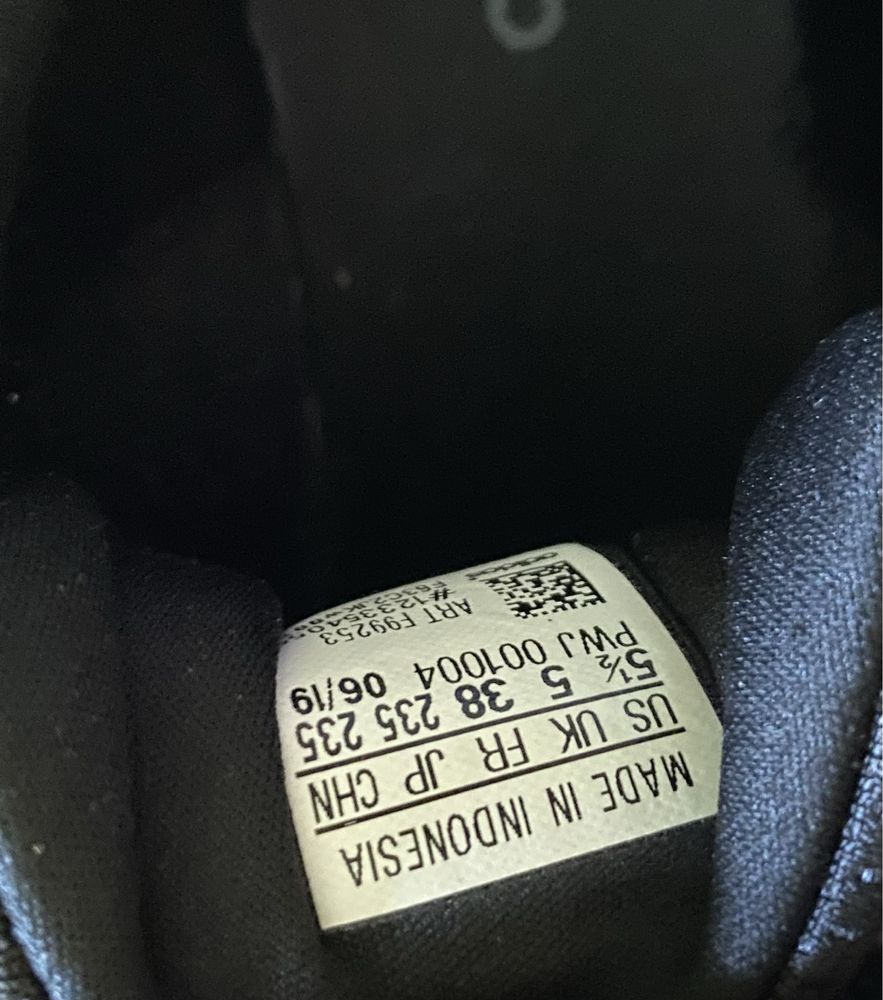 MADE IN INDONESIA
US UK FR JP CHN
5½ 5 38 235 235
PWJ 001004 06/19
ART F99253